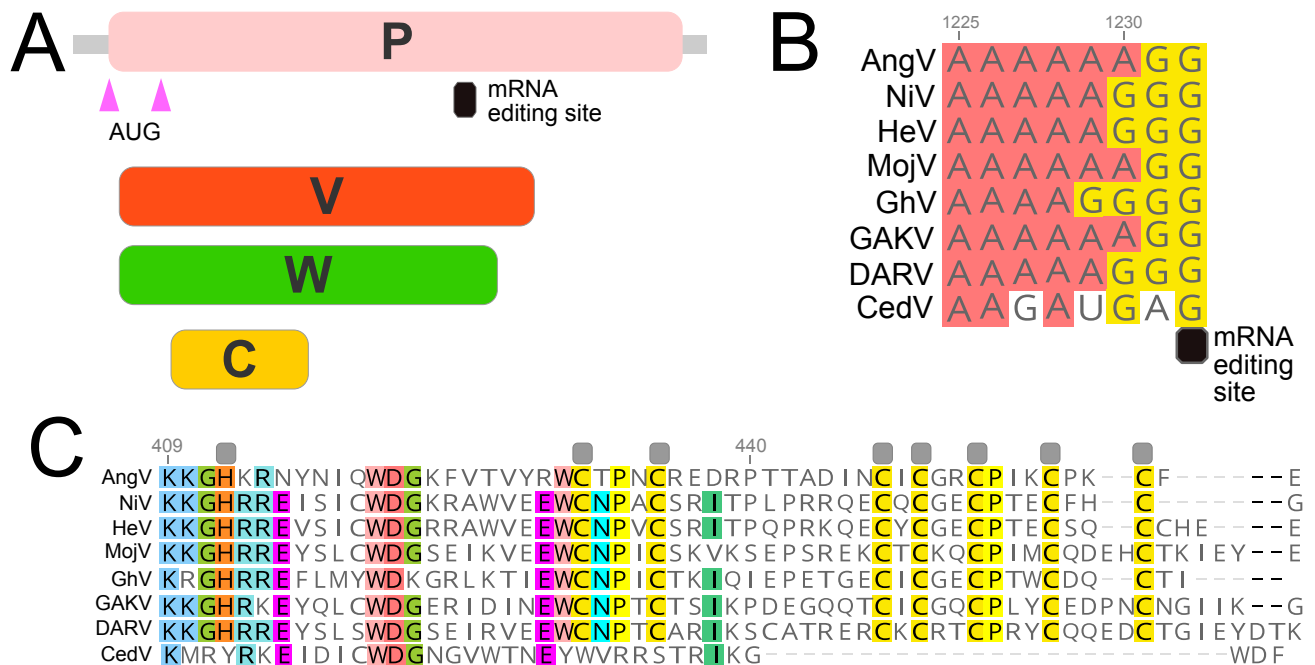 A
P
AUG
mRNA
editing site
V
W
C
B
1225 1230
AngV AAAAAAGG
NiV AAAAAGGG
HeV AAAAAGGG
MojV AAAAAAGG
GhV AAAAGGGG
GAKV AAAAAAGG
DARV AAAAAGGG
CedV AAGAUGAG
mRNA
editing
site
C
409 440
AngV KKGHKRNYNIQWDGKFVTVYRWCTPNCREDRPTTADINCICGRCPIKCPK--CF------E
NiV KKGHRREISICWDGKRAWVEEWCNPACSRITPLPRRQECQCGECPTECFH--C-------G
HeV KKGHRREVSICWDGRRAWVEEWCNPVCSRITPQPRKQECYCGECPTECSQ--CCHE----E
MojV KKGHRREYSLCWDGSEIKVEEWCNPICSKVKSEPSREKCTCKQCPIMCQDEHCTKIEY--E
GhV KRGHRREFLMYWDKGRLKTIEWCNPICTKIQIEPETGECICGECPTWCDQ--CTI------
GAKV KKGHRKEYQLCWDGERIDINEWCNPTCTSIKPDEGQQTCICGQCPLYCEDPNCNGIIK--G
DARV KKGHRREYSLSWDGSEIRVEEWCNPTCARIKSCATRERCKCRTCPRYCQQEDCTGIEYDTK
CedV KMRYRKEIDICWDGNGVWTNEYWVRRSTRIKG-------------------------WDF